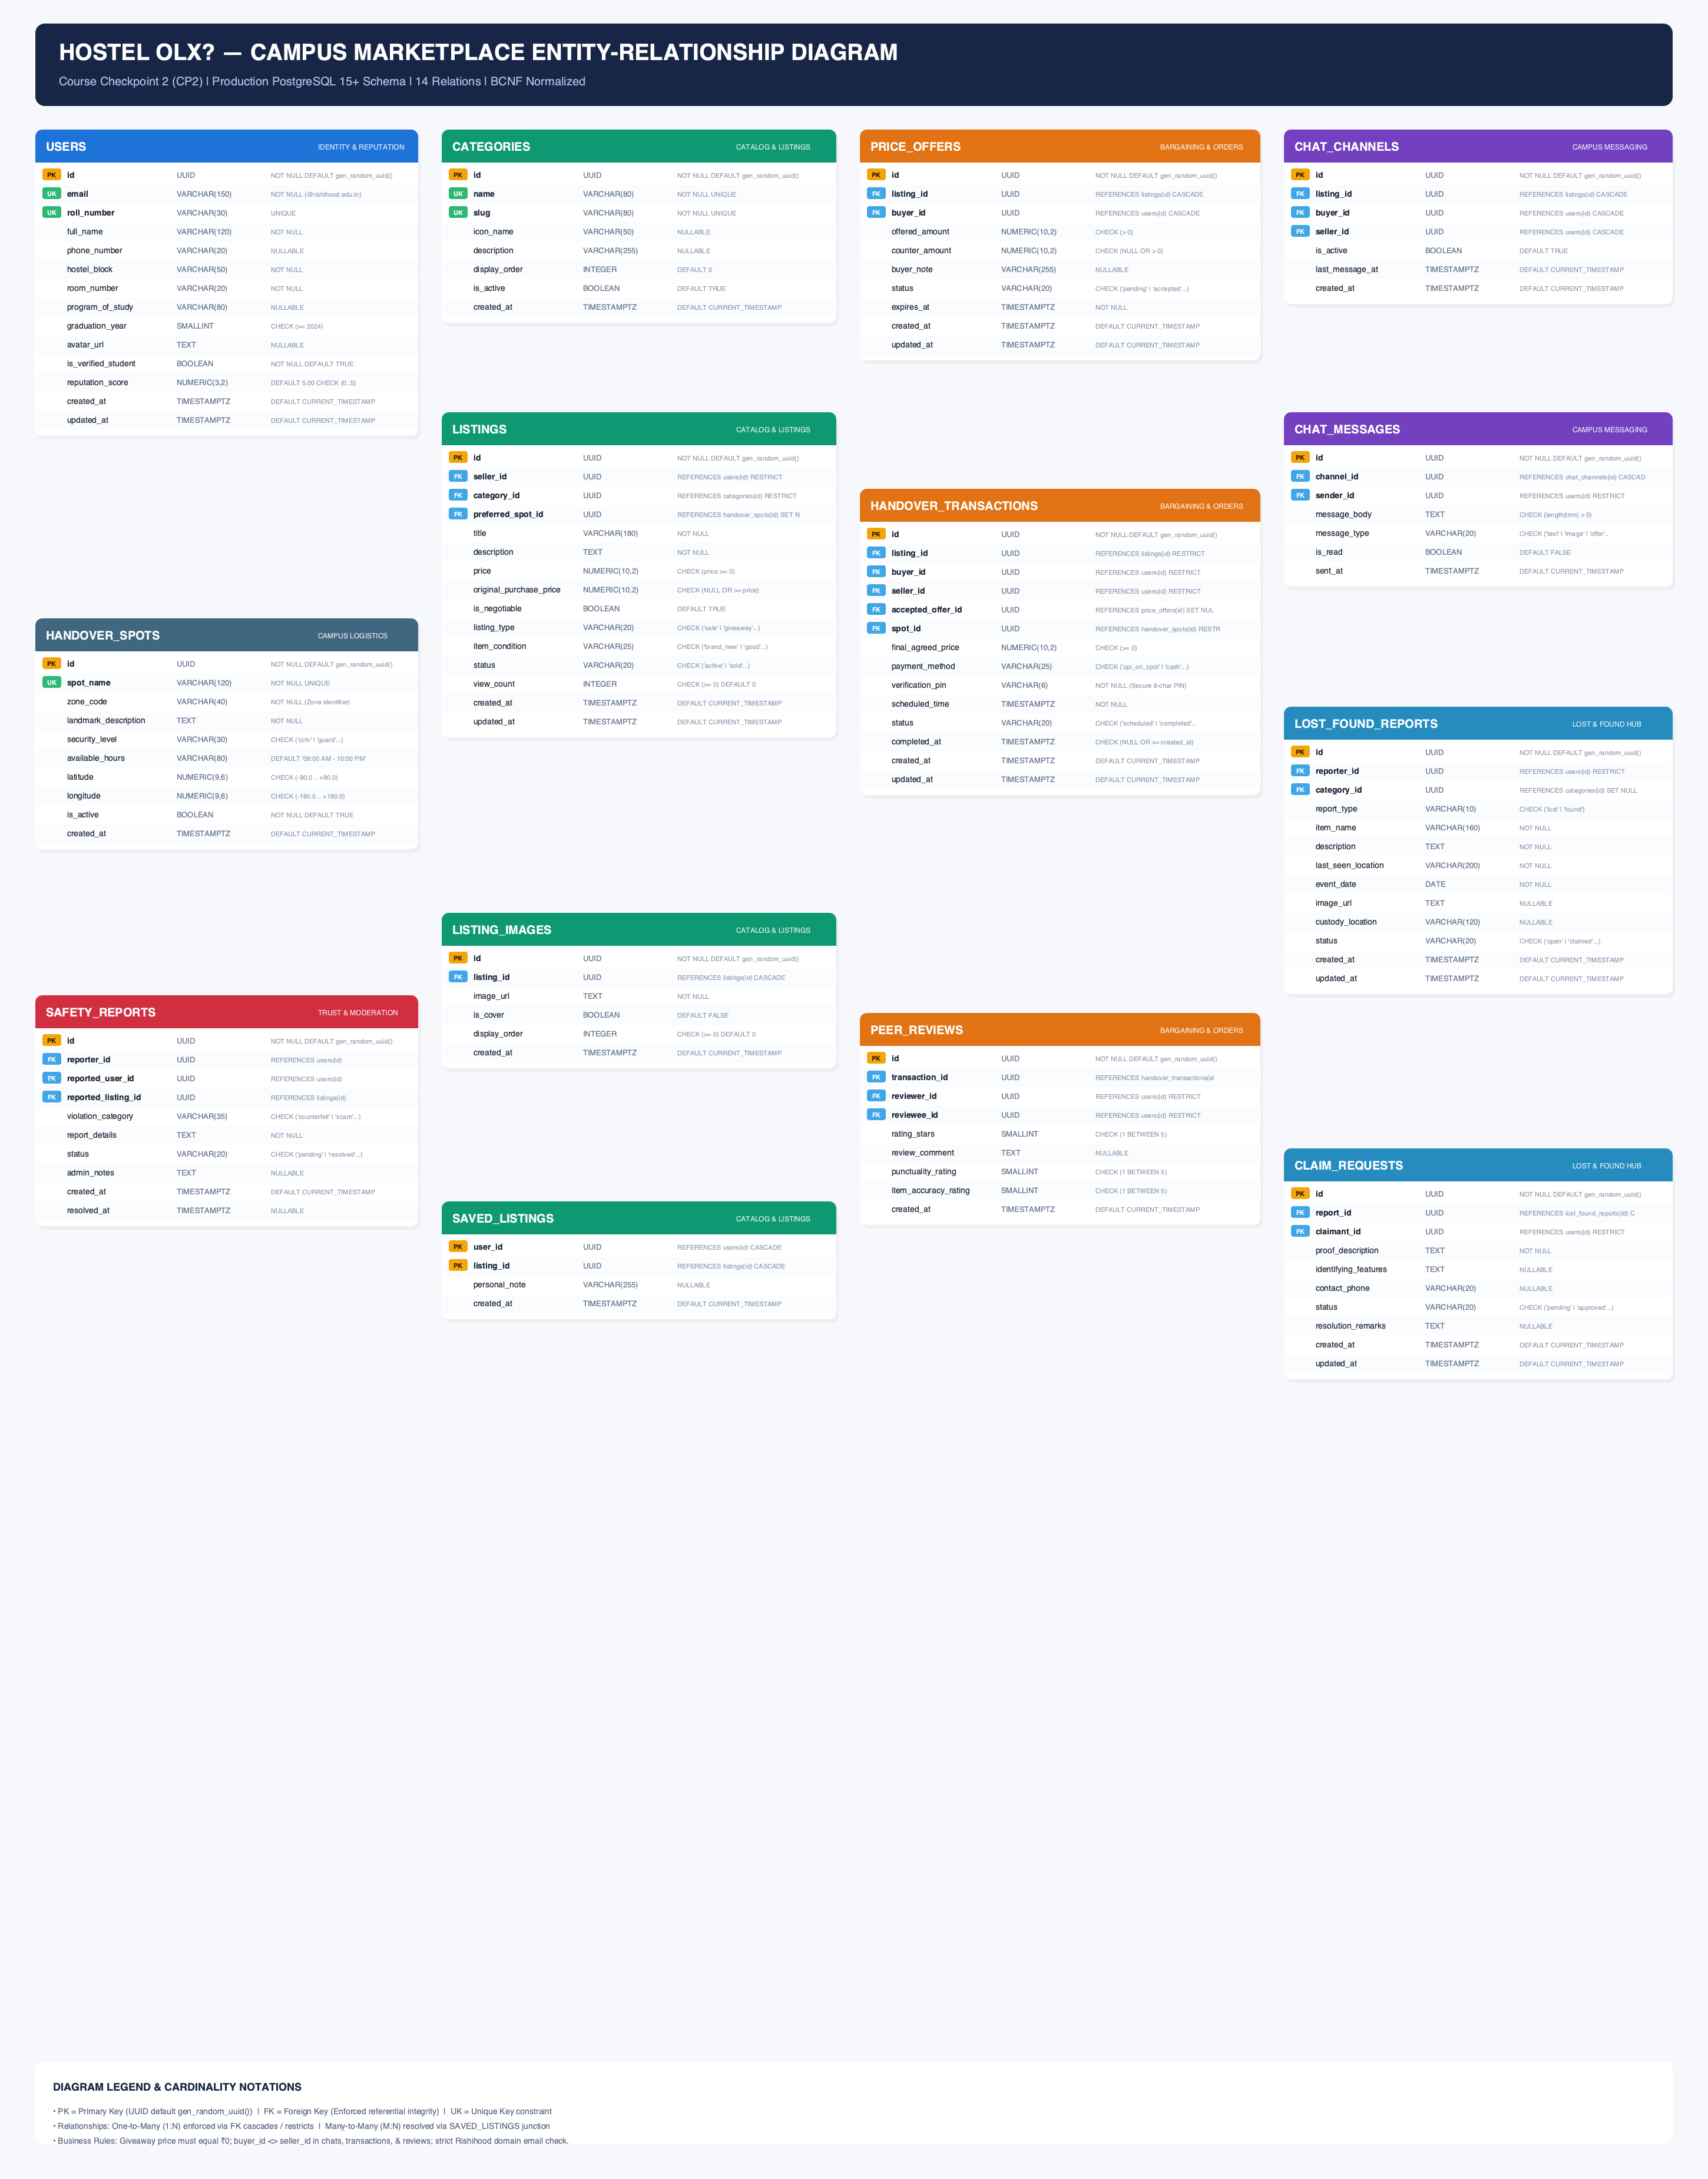 HOSTEL OLX? — CAMPUS MARKETPLACE ENTITY-RELATIONSHIP DIAGRAM
Course Checkpoint 2 (CP2) | Production PostgreSQL 15+ Schema | 14 Relations | BCNF Normalized
USERS IDENTITY & REPUTATION
PK id UUID NOT NULL DEFAULT gen_random_uuid()
UK email VARCHAR(150) NOT NULL (@rishihood.edu.in)
UK roll_number VARCHAR(30) UNIQUE
full_name VARCHAR(120) NOT NULL
phone_number VARCHAR(20) NULLABLE
hostel_block VARCHAR(50) NOT NULL
room_number VARCHAR(20) NOT NULL
program_of_study VARCHAR(80) NULLABLE
graduation_year SMALLINT CHECK (>= 2024)
avatar_url TEXT NULLABLE
is_verified_student BOOLEAN NOT NULL DEFAULT TRUE
reputation_score NUMERIC(3,2) DEFAULT 5.00 CHECK (0..5)
created_at TIMESTAMPTZ DEFAULT CURRENT_TIMESTAMP
updated_at TIMESTAMPTZ DEFAULT CURRENT_TIMESTAMP
HANDOVER_SPOTS CAMPUS LOGISTICS
PK id UUID NOT NULL DEFAULT gen_random_uuid()
UK spot_name VARCHAR(120) NOT NULL UNIQUE
zone_code VARCHAR(40) NOT NULL (Zone identifier)
landmark_description TEXT NOT NULL
security_level VARCHAR(30) CHECK ('cctv' | 'guard'...)
available_hours VARCHAR(80) DEFAULT '08:00 AM - 10:00 PM'
latitude NUMERIC(9,6) CHECK (-90.0 .. +90.0)
longitude NUMERIC(9,6) CHECK (-180.0 .. +180.0)
is_active BOOLEAN NOT NULL DEFAULT TRUE
created_at TIMESTAMPTZ DEFAULT CURRENT_TIMESTAMP
SAFETY_REPORTS TRUST & MODERATION
PK id UUID NOT NULL DEFAULT gen_random_uuid()
FK reporter_id UUID REFERENCES users(id)
FK reported_user_id UUID REFERENCES users(id)
FK reported_listing_id UUID REFERENCES listings(id)
violation_category VARCHAR(35) CHECK ('counterfeit' | 'scam'...)
report_details TEXT NOT NULL
status VARCHAR(20) CHECK ('pending' | 'resolved'...)
admin_notes TEXT NULLABLE
created_at TIMESTAMPTZ DEFAULT CURRENT_TIMESTAMP
resolved_at TIMESTAMPTZ NULLABLE
CATEGORIES CATALOG & LISTINGS
PK id UUID NOT NULL DEFAULT gen_random_uuid()
UK name VARCHAR(80) NOT NULL UNIQUE
UK slug VARCHAR(80) NOT NULL UNIQUE
icon_name VARCHAR(50) NULLABLE
description VARCHAR(255) NULLABLE
display_order INTEGER DEFAULT 0
is_active BOOLEAN DEFAULT TRUE
created_at TIMESTAMPTZ DEFAULT CURRENT_TIMESTAMP
LISTINGS CATALOG & LISTINGS
PK id UUID NOT NULL DEFAULT gen_random_uuid()
FK seller_id UUID REFERENCES users(id) RESTRICT
FK category_id UUID REFERENCES categories(id) RESTRICT
FK preferred_spot_id UUID REFERENCES handover_spots(id) SET N
title VARCHAR(180) NOT NULL
description TEXT NOT NULL
price NUMERIC(10,2) CHECK (price >= 0)
original_purchase_price NUMERIC(10,2) CHECK (NULL OR >= price)
is_negotiable BOOLEAN DEFAULT TRUE
listing_type VARCHAR(20) CHECK ('sale' | 'giveaway'...)
item_condition VARCHAR(25) CHECK ('brand_new' | 'good'...)
status VARCHAR(20) CHECK ('active' | 'sold'...)
view_count INTEGER CHECK (>= 0) DEFAULT 0
created_at TIMESTAMPTZ DEFAULT CURRENT_TIMESTAMP
updated_at TIMESTAMPTZ DEFAULT CURRENT_TIMESTAMP
LISTING_IMAGES CATALOG & LISTINGS
PK id UUID NOT NULL DEFAULT gen_random_uuid()
FK listing_id UUID REFERENCES listings(id) CASCADE
image_url TEXT NOT NULL
is_cover BOOLEAN DEFAULT FALSE
display_order INTEGER CHECK (>= 0) DEFAULT 0
created_at TIMESTAMPTZ DEFAULT CURRENT_TIMESTAMP
SAVED_LISTINGS CATALOG & LISTINGS
PK user_id UUID REFERENCES users(id) CASCADE
PK listing_id UUID REFERENCES listings(id) CASCADE
personal_note VARCHAR(255) NULLABLE
created_at TIMESTAMPTZ DEFAULT CURRENT_TIMESTAMP
PRICE_OFFERS BARGAINING & ORDERS
PK id UUID NOT NULL DEFAULT gen_random_uuid()
FK listing_id UUID REFERENCES listings(id) CASCADE
FK buyer_id UUID REFERENCES users(id) CASCADE
offered_amount NUMERIC(10,2) CHECK (> 0)
counter_amount NUMERIC(10,2) CHECK (NULL OR > 0)
buyer_note VARCHAR(255) NULLABLE
status VARCHAR(20) CHECK ('pending' | 'accepted'...)
expires_at TIMESTAMPTZ NOT NULL
created_at TIMESTAMPTZ DEFAULT CURRENT_TIMESTAMP
updated_at TIMESTAMPTZ DEFAULT CURRENT_TIMESTAMP
HANDOVER_TRANSACTIONS BARGAINING & ORDERS
PK id UUID NOT NULL DEFAULT gen_random_uuid()
FK listing_id UUID REFERENCES listings(id) RESTRICT
FK buyer_id UUID REFERENCES users(id) RESTRICT
FK seller_id UUID REFERENCES users(id) RESTRICT
FK accepted_offer_id UUID REFERENCES price_offers(id) SET NUL
FK spot_id UUID REFERENCES handover_spots(id) RESTR
final_agreed_price NUMERIC(10,2) CHECK (>= 0)
payment_method VARCHAR(25) CHECK ('upi_on_spot' | 'cash'...)
verification_pin VARCHAR(6) NOT NULL (Secure 6-char PIN)
scheduled_time TIMESTAMPTZ NOT NULL
status VARCHAR(20) CHECK ('scheduled' | 'completed'...
completed_at TIMESTAMPTZ CHECK (NULL OR >= created_at)
created_at TIMESTAMPTZ DEFAULT CURRENT_TIMESTAMP
updated_at TIMESTAMPTZ DEFAULT CURRENT_TIMESTAMP
PEER_REVIEWS BARGAINING & ORDERS
PK id UUID NOT NULL DEFAULT gen_random_uuid()
FK transaction_id UUID REFERENCES handover_transactions(id
FK reviewer_id UUID REFERENCES users(id) RESTRICT
FK reviewee_id UUID REFERENCES users(id) RESTRICT
rating_stars SMALLINT CHECK (1 BETWEEN 5)
review_comment TEXT NULLABLE
punctuality_rating SMALLINT CHECK (1 BETWEEN 5)
item_accuracy_rating SMALLINT CHECK (1 BETWEEN 5)
created_at TIMESTAMPTZ DEFAULT CURRENT_TIMESTAMP
CHAT_CHANNELS CAMPUS MESSAGING
PK id UUID NOT NULL DEFAULT gen_random_uuid()
FK listing_id UUID REFERENCES listings(id) CASCADE
FK buyer_id UUID REFERENCES users(id) CASCADE
FK seller_id UUID REFERENCES users(id) CASCADE
is_active BOOLEAN DEFAULT TRUE
last_message_at TIMESTAMPTZ DEFAULT CURRENT_TIMESTAMP
created_at TIMESTAMPTZ DEFAULT CURRENT_TIMESTAMP
CHAT_MESSAGES CAMPUS MESSAGING
PK id UUID NOT NULL DEFAULT gen_random_uuid()
FK channel_id UUID REFERENCES chat_channels(id) CASCAD
FK sender_id UUID REFERENCES users(id) RESTRICT
message_body TEXT CHECK (length(trim) > 0)
message_type VARCHAR(20) CHECK ('text' | 'image' | 'offer'..
is_read BOOLEAN DEFAULT FALSE
sent_at TIMESTAMPTZ DEFAULT CURRENT_TIMESTAMP
LOST_FOUND_REPORTS LOST & FOUND HUB
PK id UUID NOT NULL DEFAULT gen_random_uuid()
FK reporter_id UUID REFERENCES users(id) RESTRICT
FK category_id UUID REFERENCES categories(id) SET NULL
report_type VARCHAR(10) CHECK ('lost' | 'found')
item_name VARCHAR(160) NOT NULL
description TEXT NOT NULL
last_seen_location VARCHAR(200) NOT NULL
event_date DATE NOT NULL
image_url TEXT NULLABLE
custody_location VARCHAR(120) NULLABLE
status VARCHAR(20) CHECK ('open' | 'claimed'...)
created_at TIMESTAMPTZ DEFAULT CURRENT_TIMESTAMP
updated_at TIMESTAMPTZ DEFAULT CURRENT_TIMESTAMP
CLAIM_REQUESTS LOST & FOUND HUB
PK id UUID NOT NULL DEFAULT gen_random_uuid()
FK report_id UUID REFERENCES lost_found_reports(id) C
FK claimant_id UUID REFERENCES users(id) RESTRICT
proof_description TEXT NOT NULL
identifying_features TEXT NULLABLE
contact_phone VARCHAR(20) NULLABLE
status VARCHAR(20) CHECK ('pending' | 'approved'...)
resolution_remarks TEXT NULLABLE
created_at TIMESTAMPTZ DEFAULT CURRENT_TIMESTAMP
updated_at TIMESTAMPTZ DEFAULT CURRENT_TIMESTAMP
DIAGRAM LEGEND & CARDINALITY NOTATIONS
• PK = Primary Key (UUID default gen_random_uuid()) | FK = Foreign Key (Enforced referential integrity) | UK = Unique Key constraint
• Relationships: One-to-Many (1:N) enforced via FK cascades / restricts | Many-to-Many (M:N) resolved via SAVED_LISTINGS junction
• Business Rules: Giveaway price must equal ₹0; buyer_id <> seller_id in chats, transactions, & reviews; strict Rishihood domain email check.